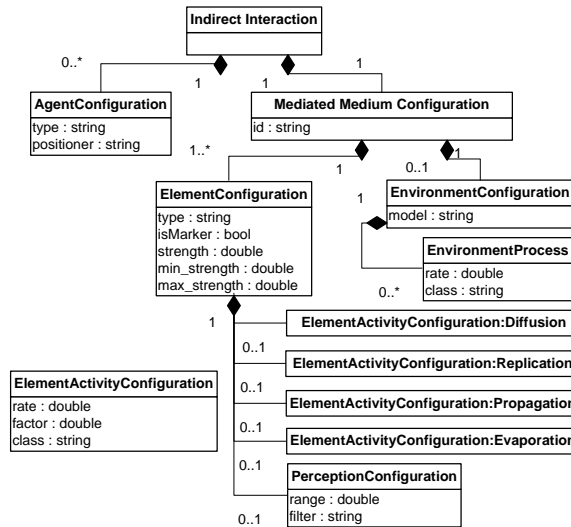 Indirect Interaction
0..*
1
1
1
AgentConfiguration
type : string
positioner : string
Mediated Medium Configuration
id : string
1..*
1
0..1
1
ElementConfiguration
type : string
isMarker : bool
strength : double
min_strength : double
max_strength : double
1
EnvironmentConfiguration
model : string
EnvironmentProcess
rate : double
class : string
0..*
1
ElementActivityConfiguration:Diffusion
0..1
ElementActivityConfiguration:Replication
0..1
ElementActivityConfiguration:Propagation
0..1
ElementActivityConfiguration:Evaporation
0..1
ElementActivityConfiguration
rate : double
factor : double
class : string
PerceptionConfiguration
range : double
filter : string
0..1